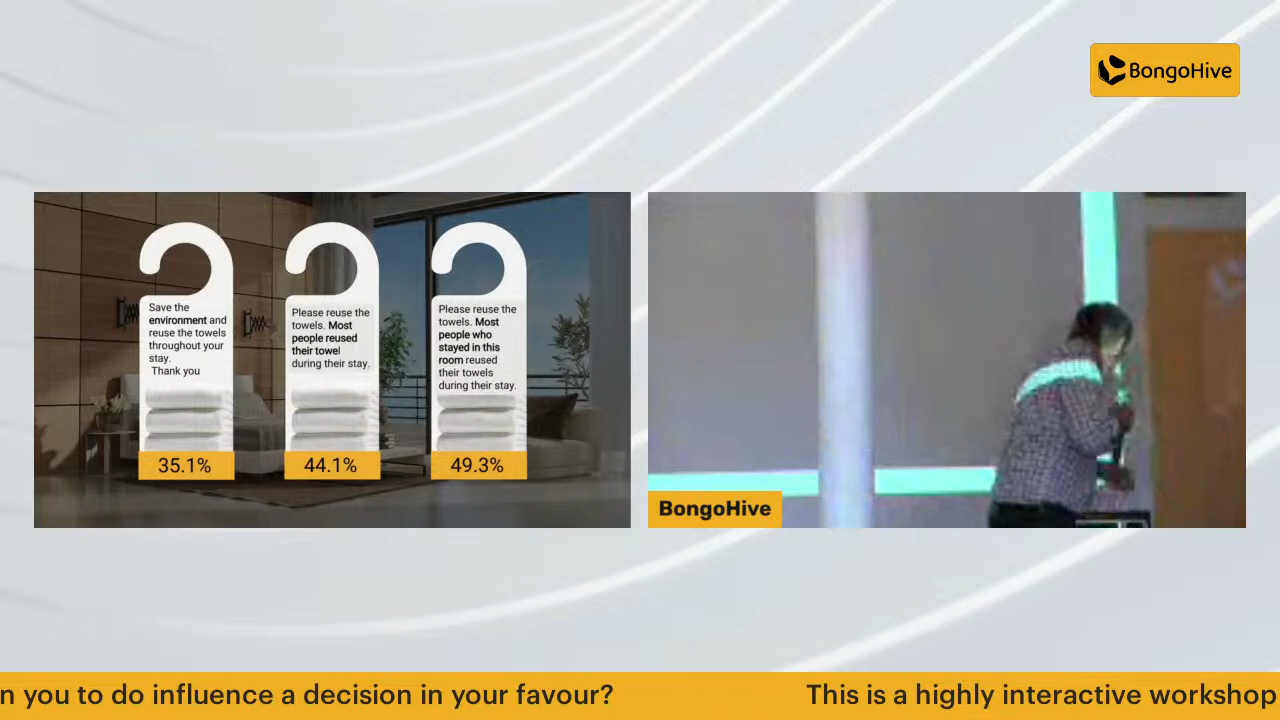 BongoHive
Save the
environment and
reuse the towels
throughout your
stay.
Thank you
35.1%
Please reuse the
towels. Most
people reused
their towel
during their stay.
44.1%
Please reuse the
towels. Most
people who
stayed in this
room reused
their towels
during their stay.
49.3%
BongoHive
n you to do influence a decision in your favour?
This is a highly interactive workshop